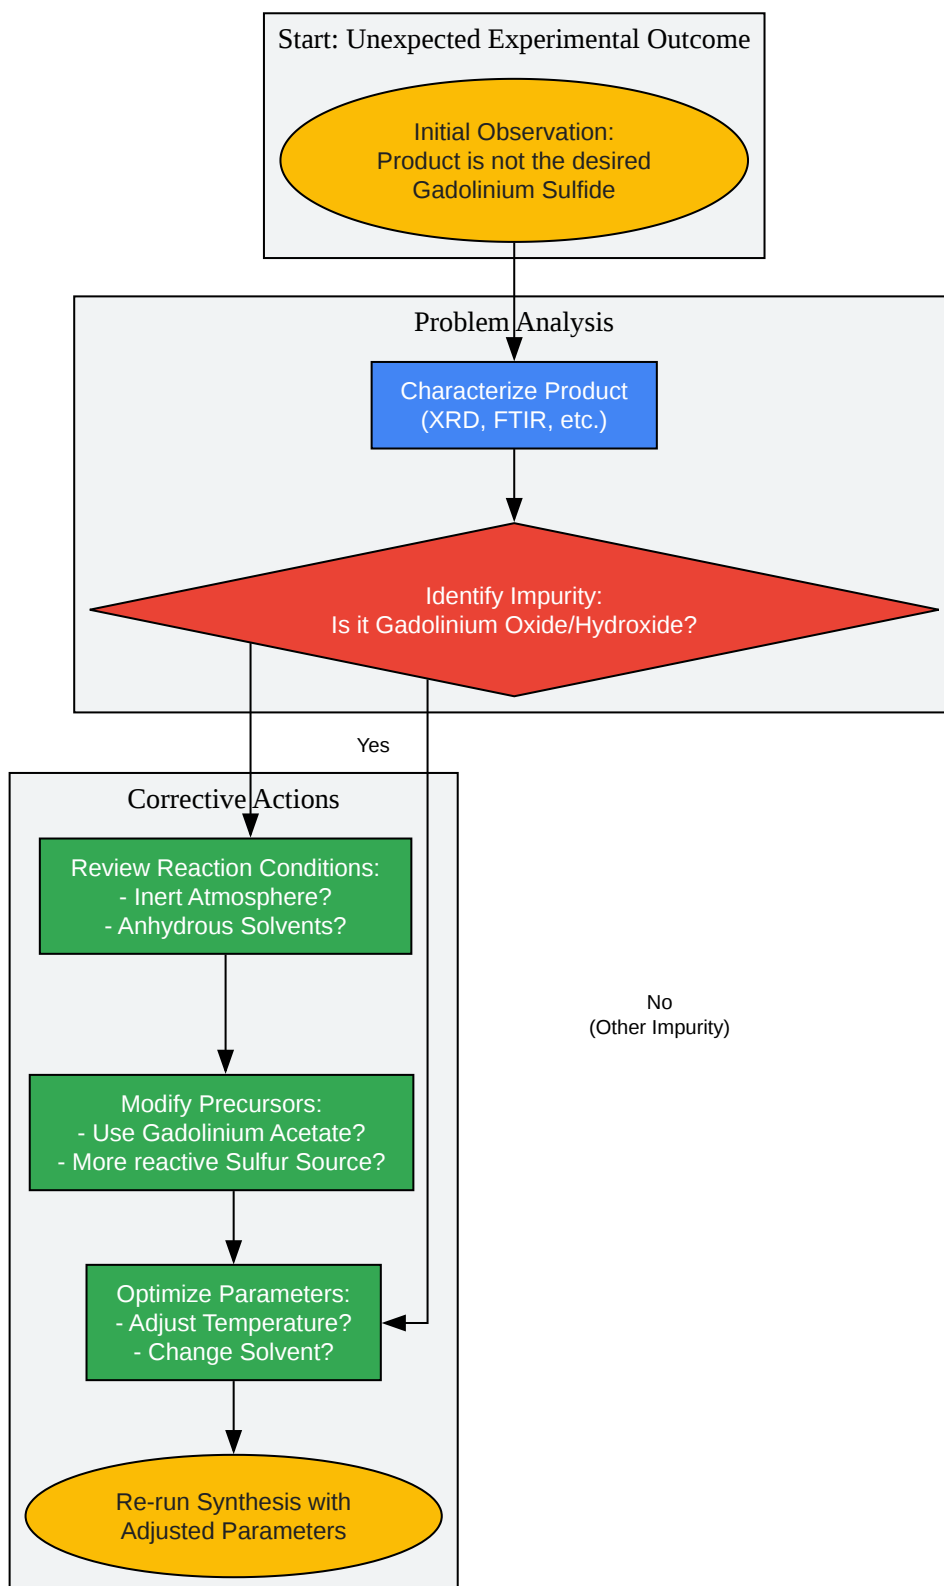 Start: Unexpected Experimental Outcome
Initial Observation:
Product is not the desired
Gadolinium Sulfide
Problem Analysis
Characterize Product
(XRD, FTIR, etc.)
Identify Impurity:
Is it Gadolinium Oxide/Hydroxide?
Yes
Corrective Actions
Review Reaction Conditions:
- Inert Atmosphere?
- Anhydrous Solvents?
No
(Other Impurity)
Modify Precursors:
- Use Gadolinium Acetate?
- More reactive Sulfur Source?
Optimize Parameters:
- Adjust Temperature?
- Change Solvent?
Re-run Synthesis with
Adjusted Parameters